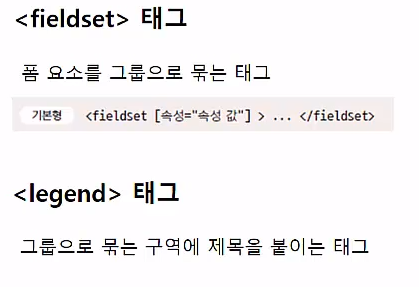 <fieldset> 태그
폼 요소를 그룹으로 묶는 태그
기본형 <fieldset [속성="속성 값"] > ... </fieldset>
<legend> 태그
그룹으로 묶는 구역에 제목을 붙이는 태그